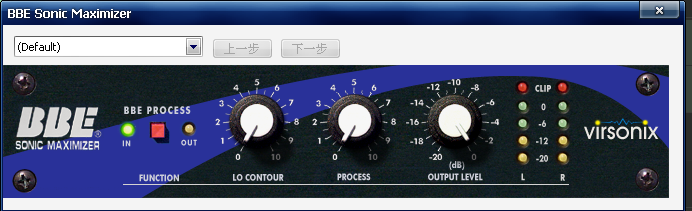 BBE Sonic Maximizer
(Default)
上一步
下一步
BBE®
SONIC MAXIMIZER
BBE PROCESS
IN
OUT
FUNCTION
0 1 2 3 4 5 6 7 8 9 10
LO CONTOUR
0 1 2 3 4 5 6 7 8 9 10
PROCESS
-20 -18 -16 -14 -12 -10 -8 -6 -4 -2 0
(dB)
OUTPUT LEVEL
CLIP
0
-6
-12
-20
L R
virsonix